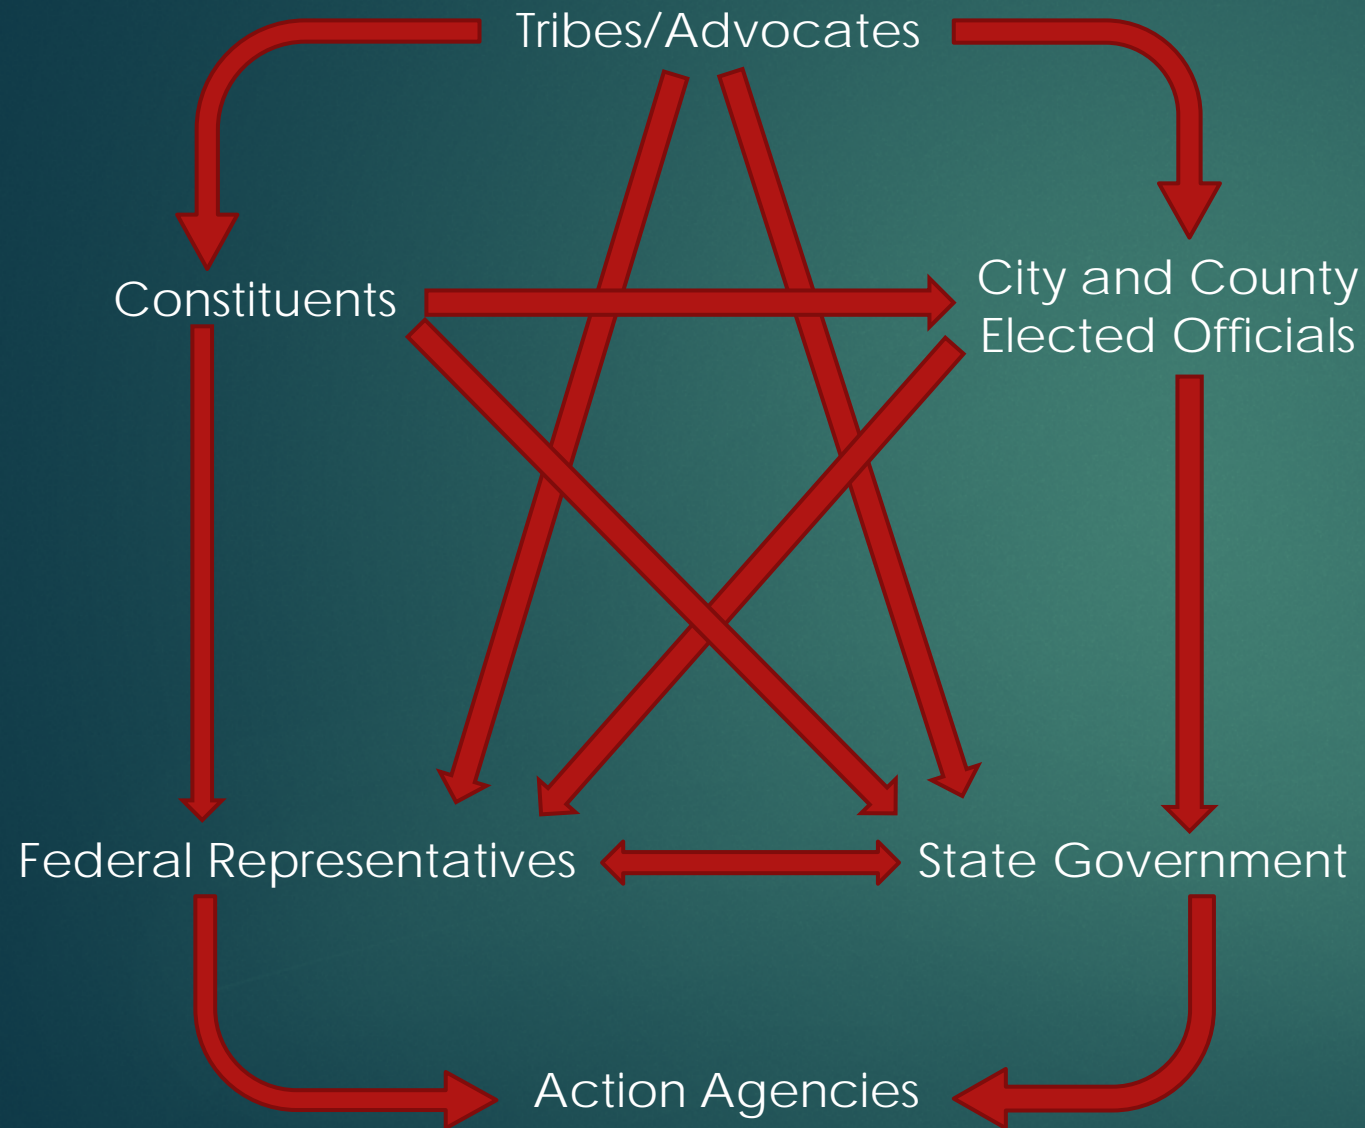 Tribes/Advocates
Constituents
City and County
Elected Officials
Federal Representatives
State Government
Action Agencies